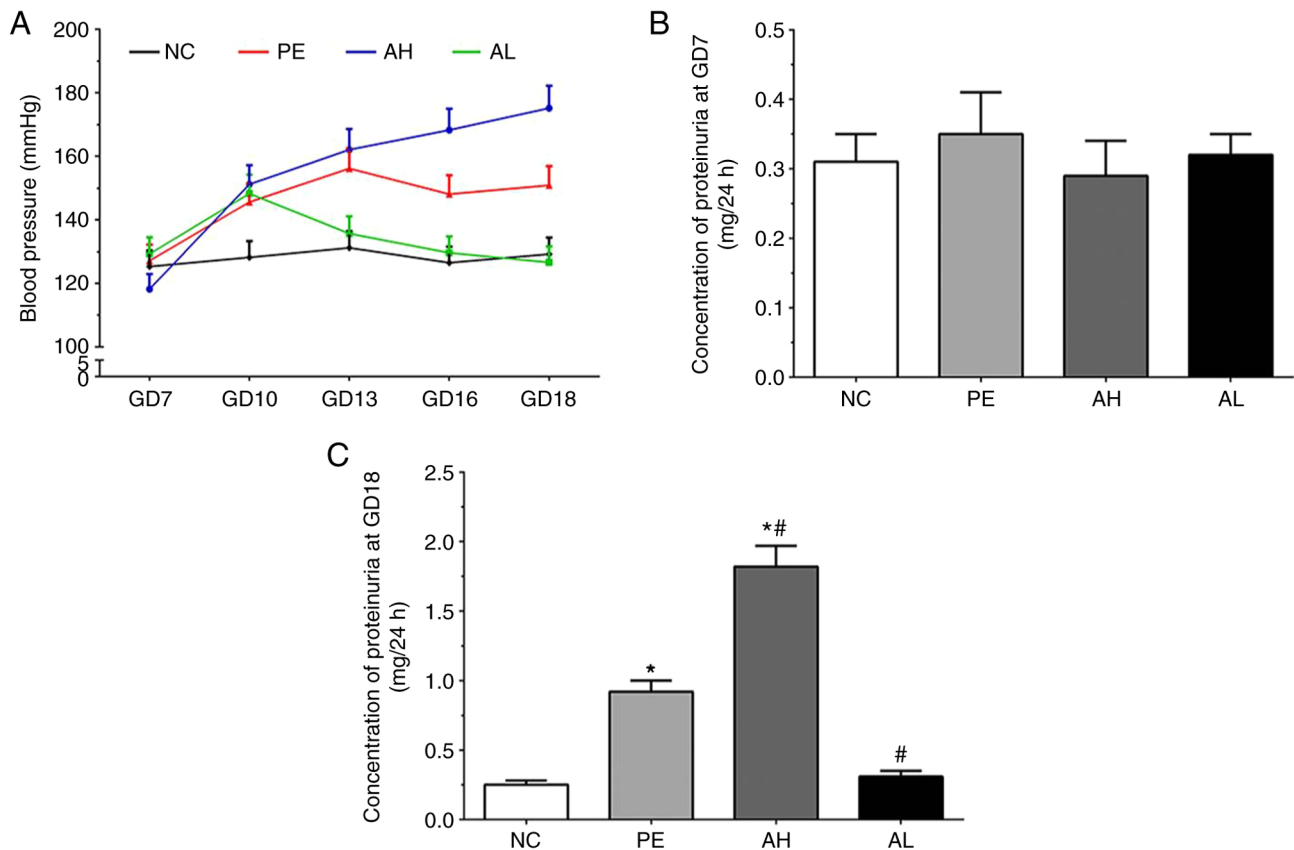 A
200
180
160
140
120
100
5
0
Blood pressure (mmHg)
NC PE AH AL
GD7 GD10 GD13 GD16 GD18
B
0.5
0.4
0.3
0.2
0.1
0.0
Concentration of proteinuria at GD7
(mg/24 h)
NC PE AH AL
C
2.5
2.0
1.5
1.0
0.5
0.0
Concentration of proteinuria at GD18
(mg/24 h)
*
*#
#
NC PE AH AL